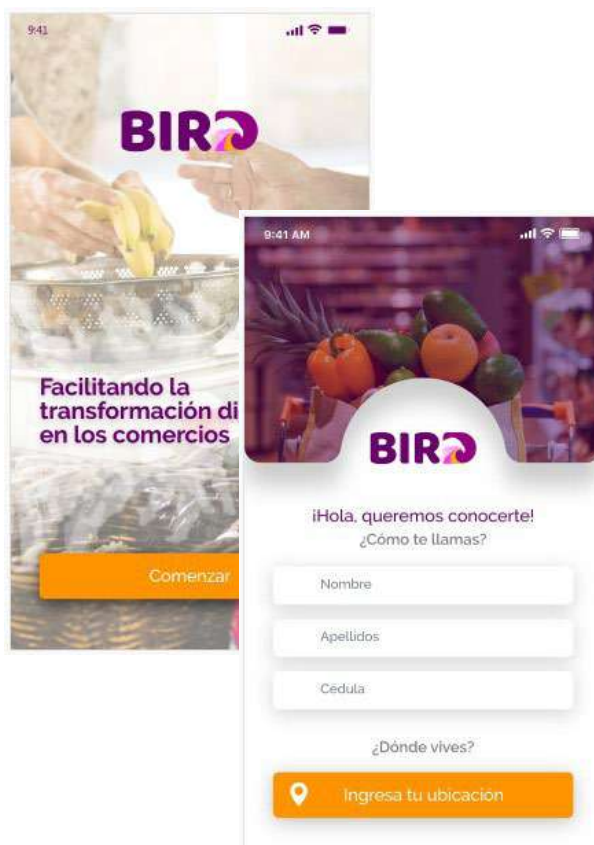 9:41
BIRD
Facilitando la
transformación di
en los comercios
Comenzar
9:41 AM
BIRD
¡Hola, queremos conocerte!
¿Cómo te llamas?
Nombre
Apellidos
Cédula
¿Dónde vives?
Ingresa tu ubicación